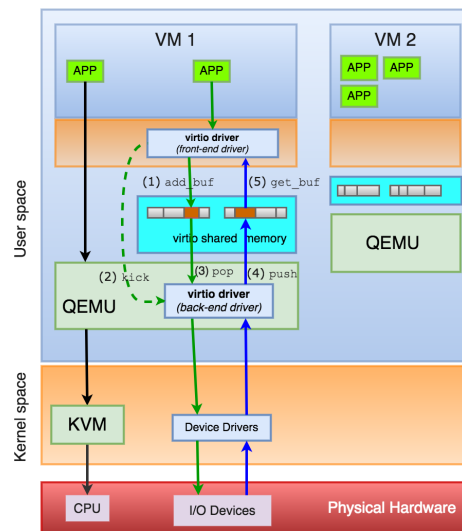 VM 1
VM 2
APP
APP
APP
APP
APP
virtio driver
(front-end driver)
(1) add_buf
(5) get_buf
virtio shared memory
User space
(2) kick
(3) pop
(4) push
QEMU
QEMU
virtio driver
(back-end driver)
Kernel space
KVM
Device Drivers
CPU
I/O Devices
Physical Hardware